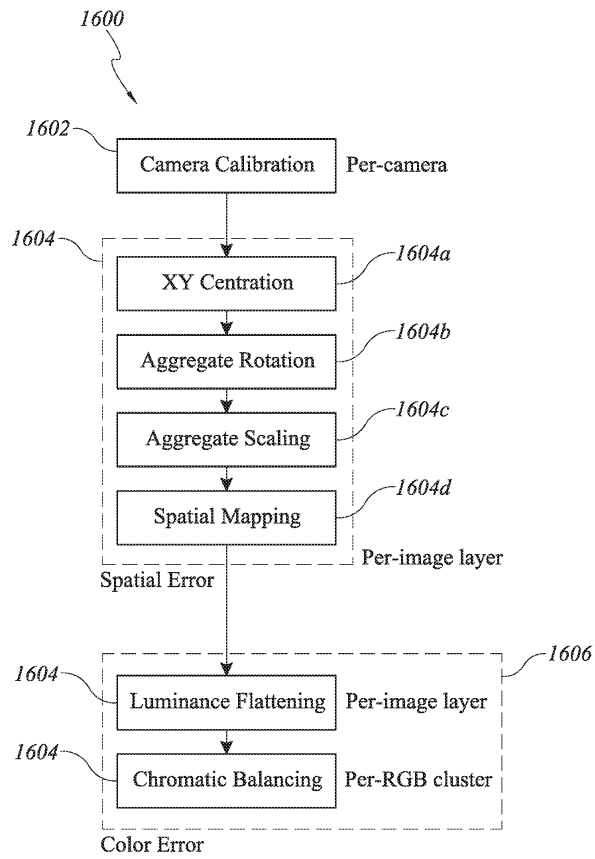 1600
1602
Camera Calibration Per-camera
1604
1604a
XY Centration
1604b
Aggregate Rotation
1604c
Aggregate Scaling
1604d
Spatial Mapping
Per-image layer
Spatial Error
1606
1604
Luminance Flattening Per-image layer
1604
Chromatic Balancing Per-RGB cluster
Color Error